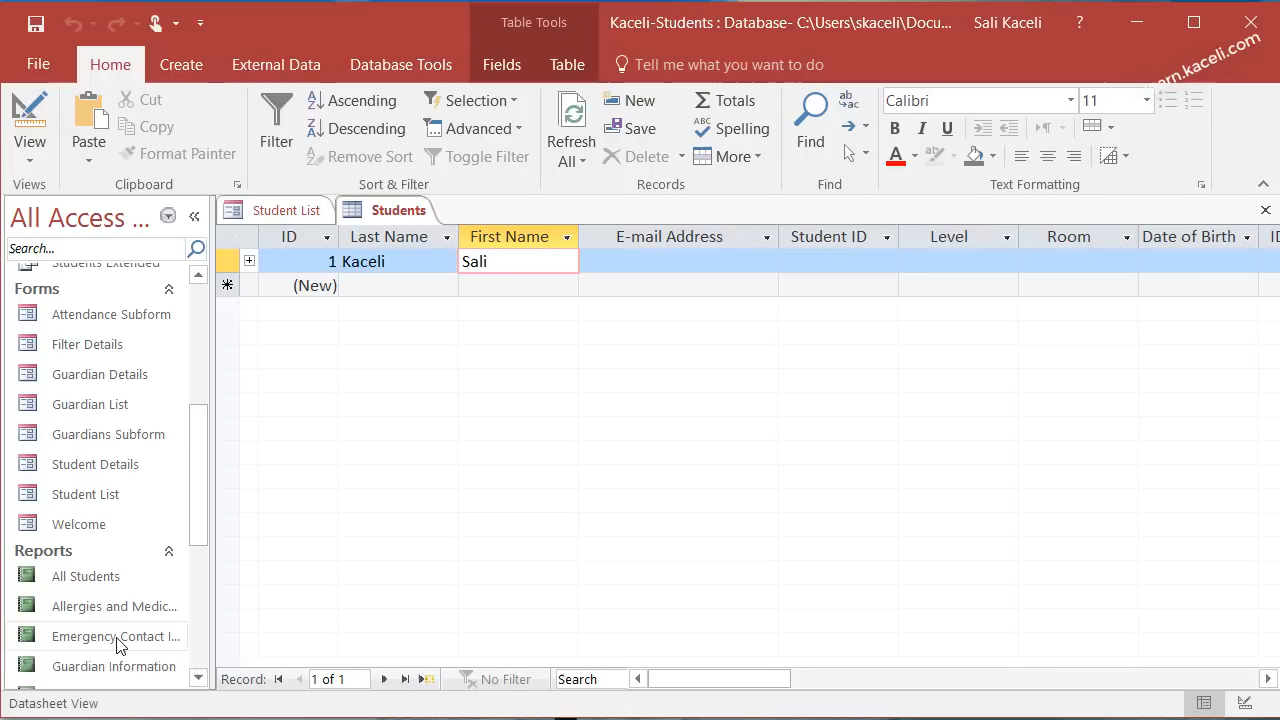 Table Tools
Kaceli-Students : Database- C:\Users\skaceli\Docu...
Sali Kaceli
?
File
Home
Create
External Data
Database Tools
Fields
Table
Tell me what you want to do
arn.kaceli.com
View
Views
Paste
Cut
Copy
Format Painter
Clipboard
Filter
Ascending
Descending
Remove Sort
Selection
Advanced
Toggle Filter
Sort & Filter
Refresh
All
New
Save
Delete
Totals
Spelling
More
Records
Find
Find
Calibri
11
B I U
Text Formatting
All Access ...
Search...
Students Extended
Forms
Attendance Subform
Filter Details
Guardian Details
Guardian List
Guardians Subform
Student Details
Student List
Welcome
Reports
All Students
Allergies and Medic...
Emergency Contact I...
Guardian Information
Student List
Students
ID Last Name First Name E-mail Address Student ID Level Room Date of Birth ID
1 Kaceli Sali
(New)
Record: 1 of 1 No Filter Search
Datasheet View